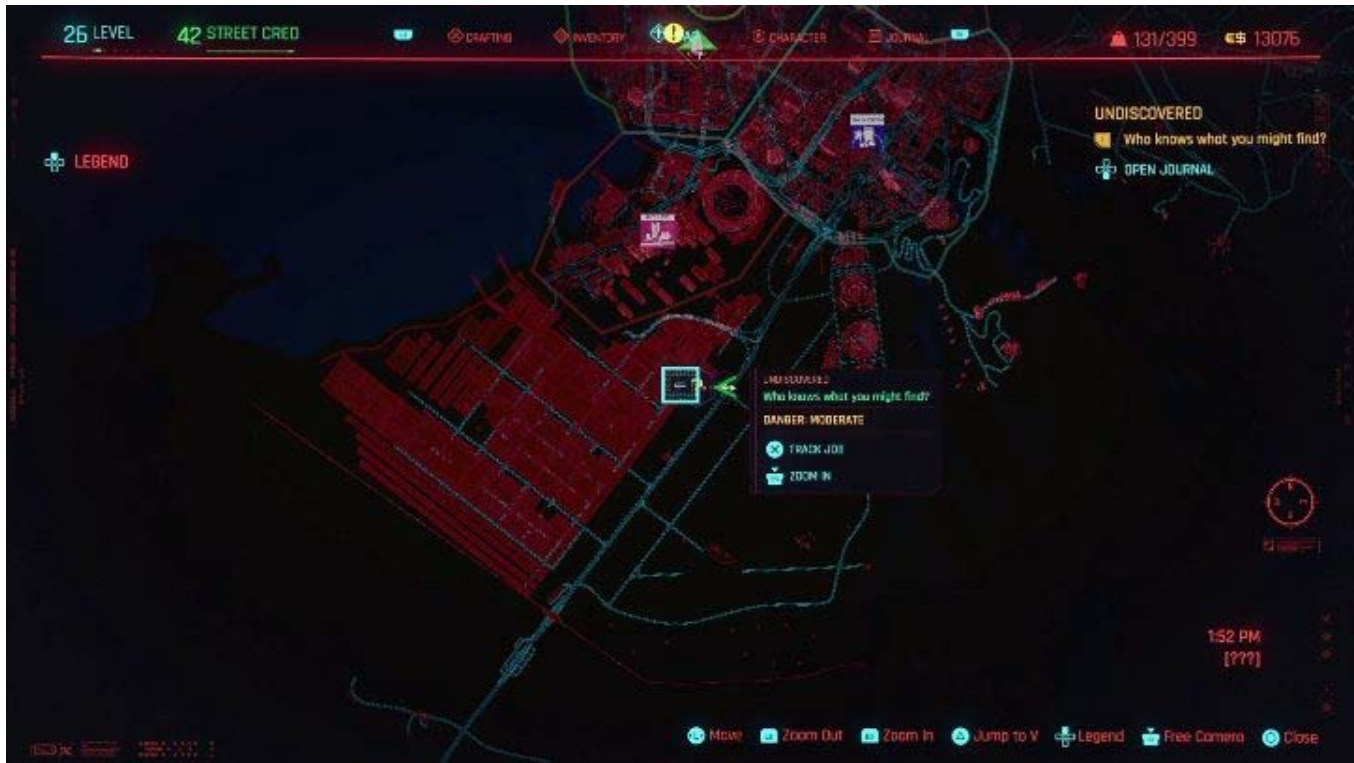 26 LEVEL
42 STREET CRED
CRAFTING
INVENTORY
CHARACTER
JOURNAL
131/399
€$ 13076
LEGEND
UNDISCOVERED
Who knows what you might find?
OPEN JOURNAL
UNDISCOVERED
Who knows what you might find?
DANGER: MODERATE
TRACK JOB
ZOOM IN
1:52 PM
[???]
Move
Zoom Out
Zoom In
Jump to V
Legend
Free Camera
Close